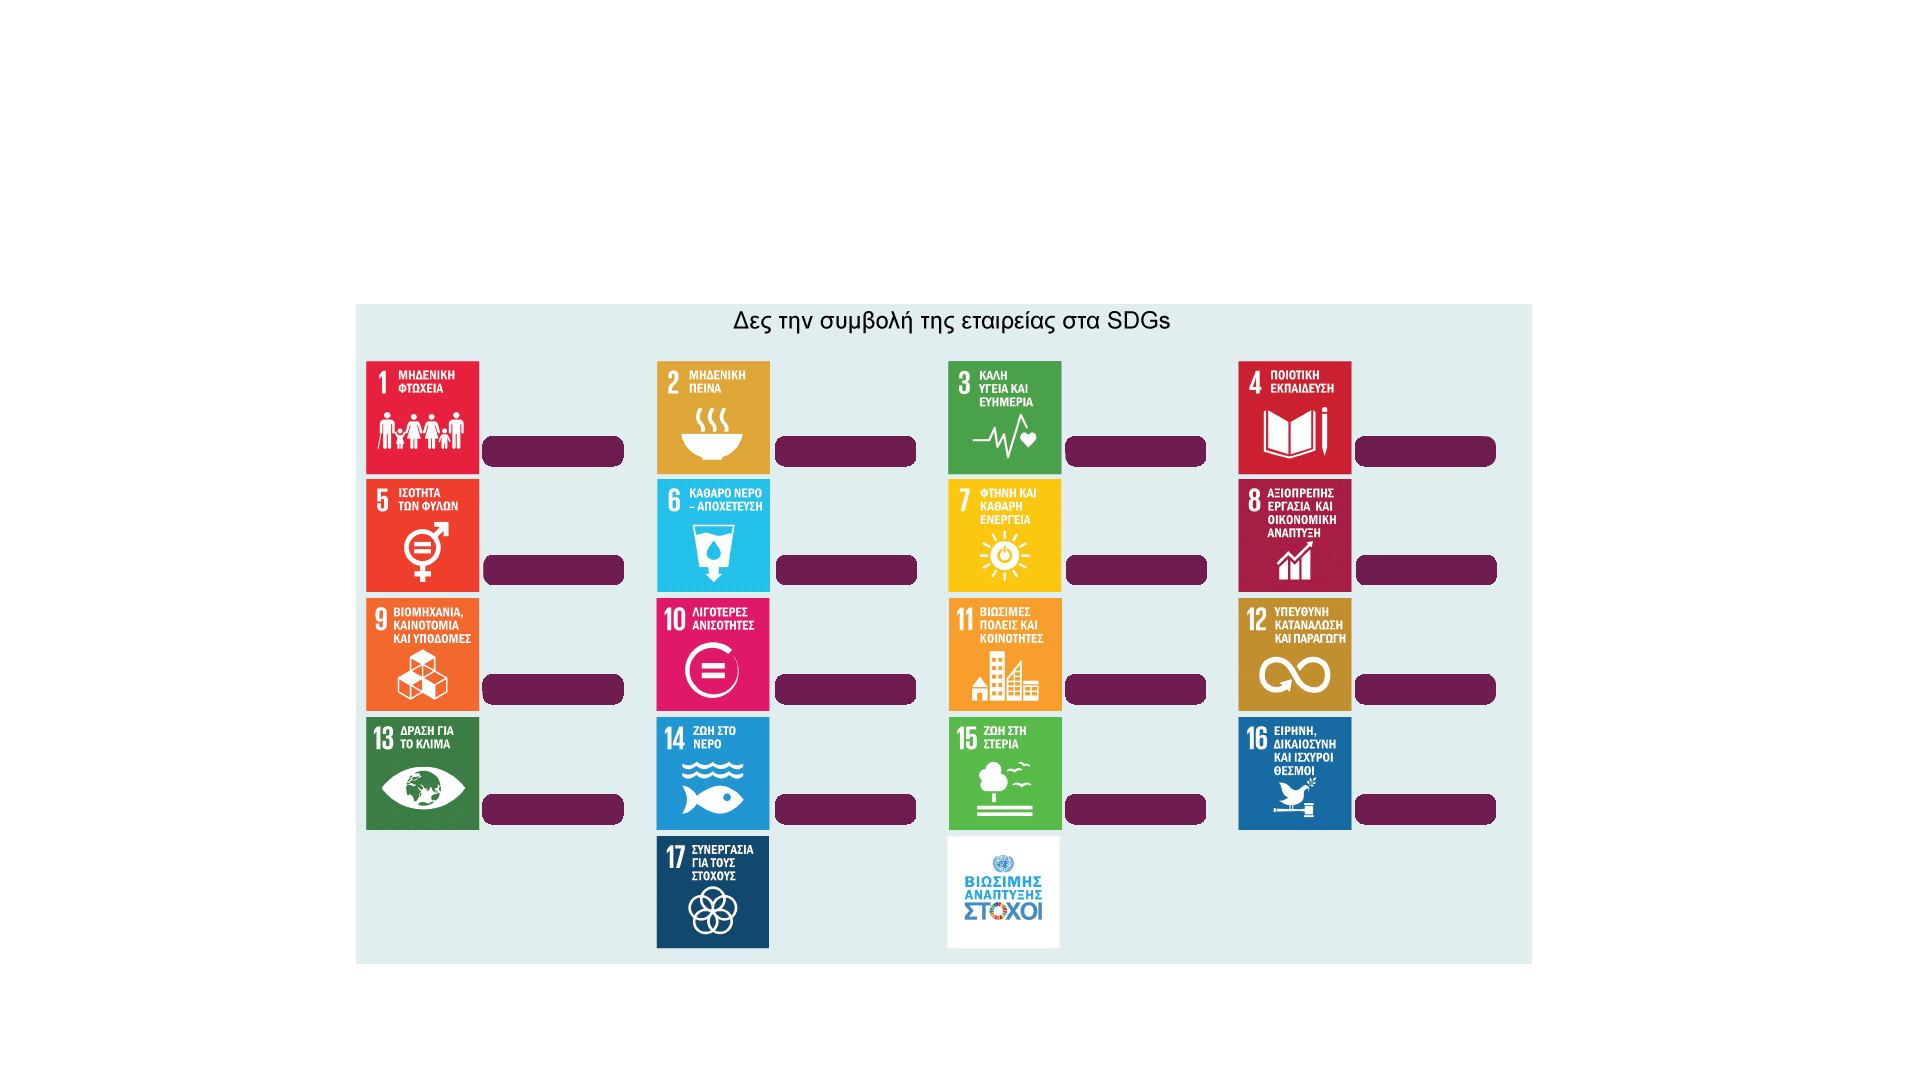 Δες την συμβολή της εταιρείας στα SDGs
1 ΜΗΔΕΝΙΚΗ
ΦΤΩΧΕΙΑ
2 ΜΗΔΕΝΙΚΗ
ΠΕΙΝΑ
3 ΚΑΛΗ
ΥΓΕΙΑ ΚΑΙ
ΕΥΗΜΕΡΙΑ
4 ΠΟΙΟΤΙΚΗ
ΕΚΠΑΙΔΕΥΣΗ
5 ΙΣΟΤΗΤΑ
ΤΩΝ ΦΥΛΩΝ
6 ΚΑΘΑΡΟ ΝΕΡΟ
– ΑΠΟΧΕΤΕΥΣΗ
7 ΦΤΗΝΗ ΚΑΙ
ΚΑΘΑΡΗ
ΕΝΕΡΓΕΙΑ
8 ΑΞΙΟΠΡΕΠΗΣ
ΕΡΓΑΣΙΑ ΚΑΙ
ΟΙΚΟΝΟΜΙΚΗ
ΑΝΑΠΤΥΞΗ
9 ΒΙΟΜΗΧΑΝΙΑ,
ΚΑΙΝΟΤΟΜΙΑ
ΚΑΙ ΥΠΟΔΟΜΕΣ
10 ΛΙΓΟΤΕΡΕΣ
ΑΝΙΣΟΤΗΤΕΣ
11 ΒΙΩΣΙΜΕΣ
ΠΟΛΕΙΣ ΚΑΙ
ΚΟΙΝΟΤΗΤΕΣ
12 ΥΠΕΥΘΥΝΗ
ΚΑΤΑΝΑΛΩΣΗ
ΚΑΙ ΠΑΡΑΓΩΓΗ
13 ΔΡΑΣΗ ΓΙΑ
ΤΟ ΚΛΙΜΑ
14 ΖΩΗ ΣΤΟ
ΝΕΡΟ
15 ΖΩΗ ΣΤΗ
ΣΤΕΡΙΑ
16 ΕΙΡΗΝΗ,
ΔΙΚΑΙΟΣΥΝΗ
ΚΑΙ ΙΣΧΥΡΟΙ
ΘΕΣΜΟΙ
17 ΣΥΝΕΡΓΑΣΙΑ
ΓΙΑ ΤΟΥΣ
ΣΤΟΧΟΥΣ
ΒΙΩΣΙΜΗΣ
ΑΝΑΠΤΥΞΗΣ
ΣΤΟΧΟΙ